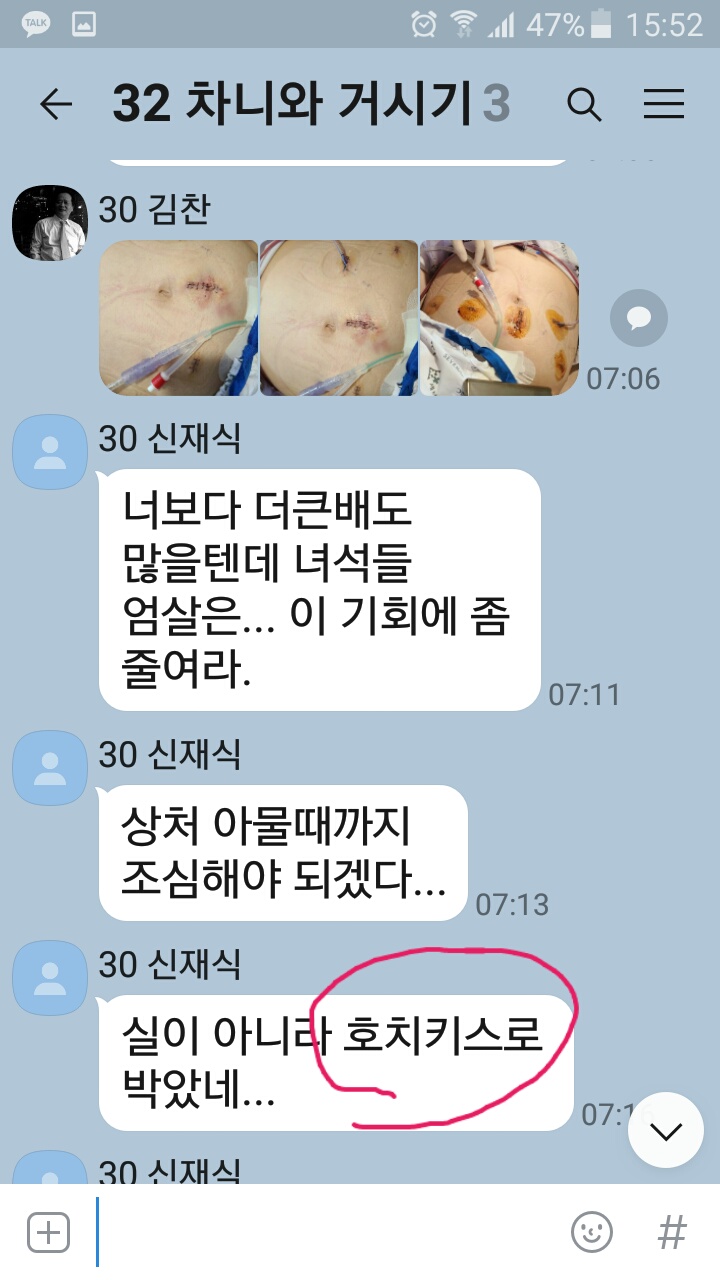 TALK 47% 15:52
32 차니와 거시기 3
30 김찬
07:06
30 신재식
너보다 더큰배도
많을텐데 녀석들
엄살은... 이 기회에 좀
줄여라.
07:11
30 신재식
상처 아물때까지
조심해야 되겠다...
07:13
30 신재식
실이 아니라 호치키스로
박았네...
30 신재식
#